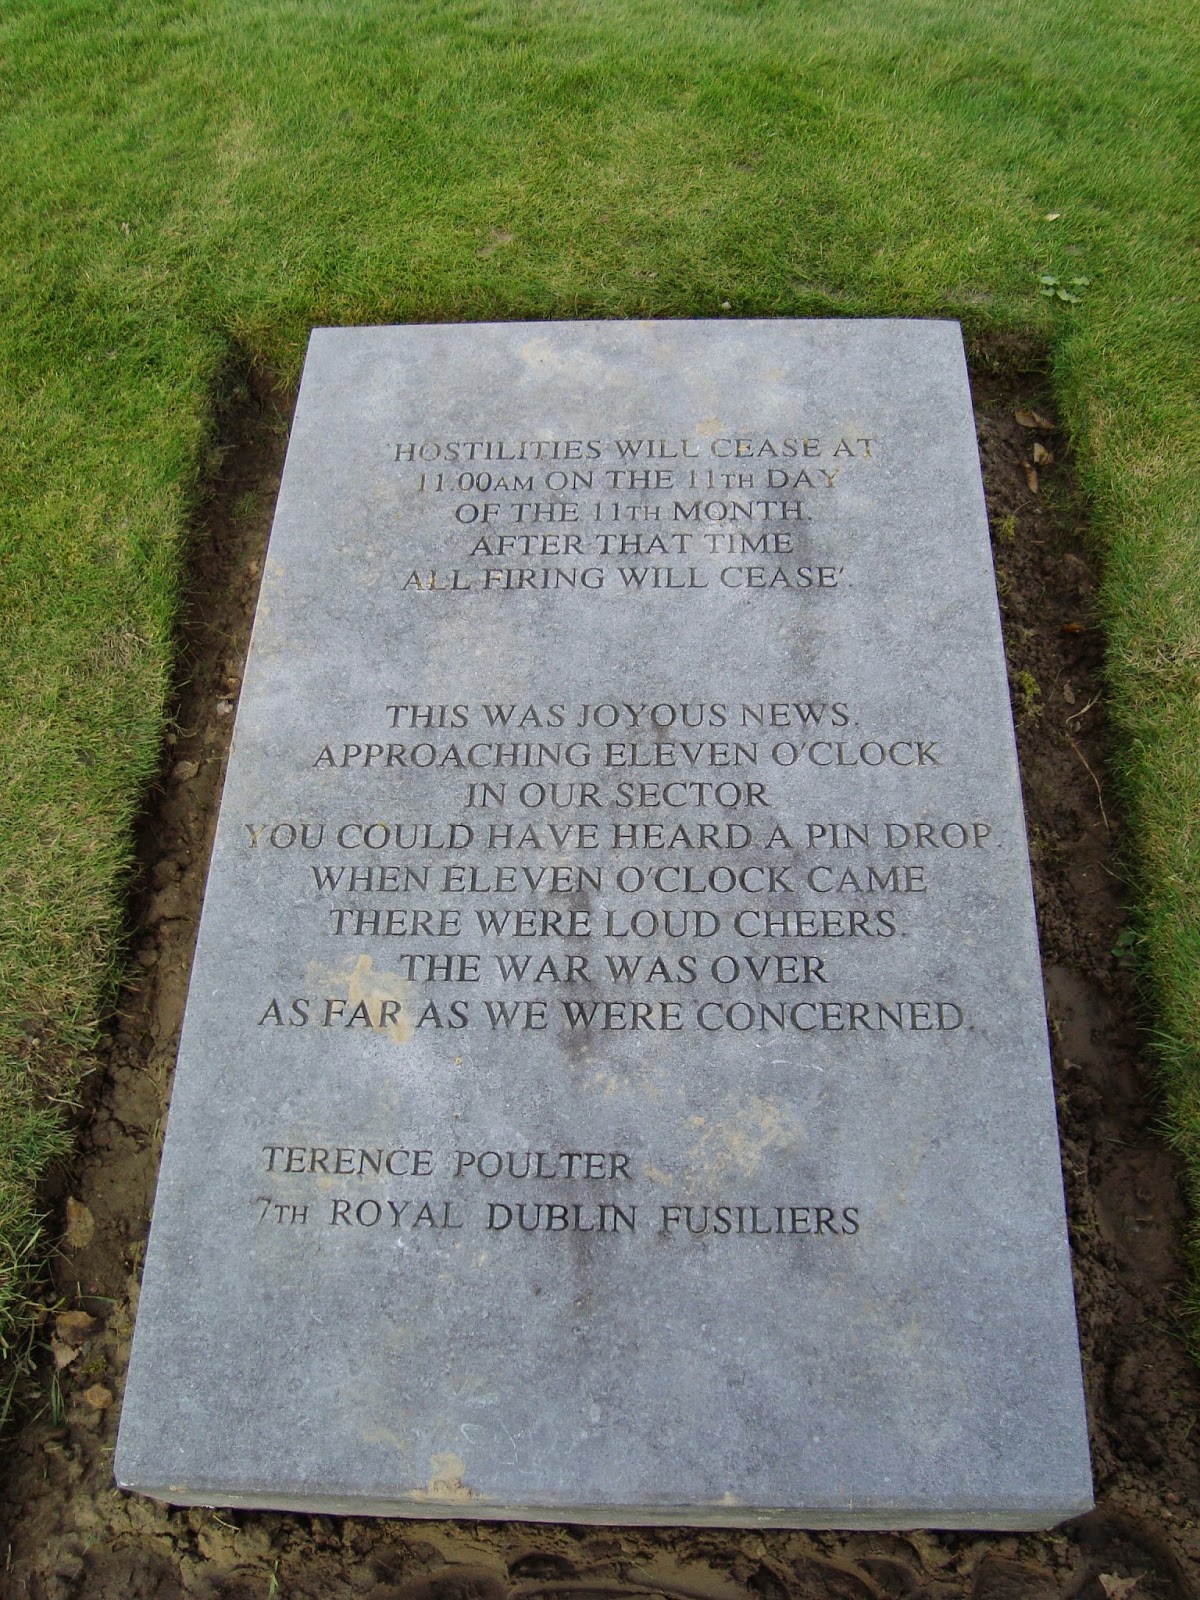 'HOSTILITIES WILL CEASE AT
11.00AM ON THE 11TH DAY
OF THE 11TH MONTH.
AFTER THAT TIME
ALL FIRING WILL CEASE'.
THIS WAS JOYOUS NEWS.
APPROACHING ELEVEN O'CLOCK
IN OUR SECTOR
YOU COULD HAVE HEARD A PIN DROP.
WHEN ELEVEN O'CLOCK CAME
THERE WERE LOUD CHEERS.
THE WAR WAS OVER
AS FAR AS WE WERE CONCERNED.
TERENCE POULTER
7TH ROYAL DUBLIN FUSILIERS